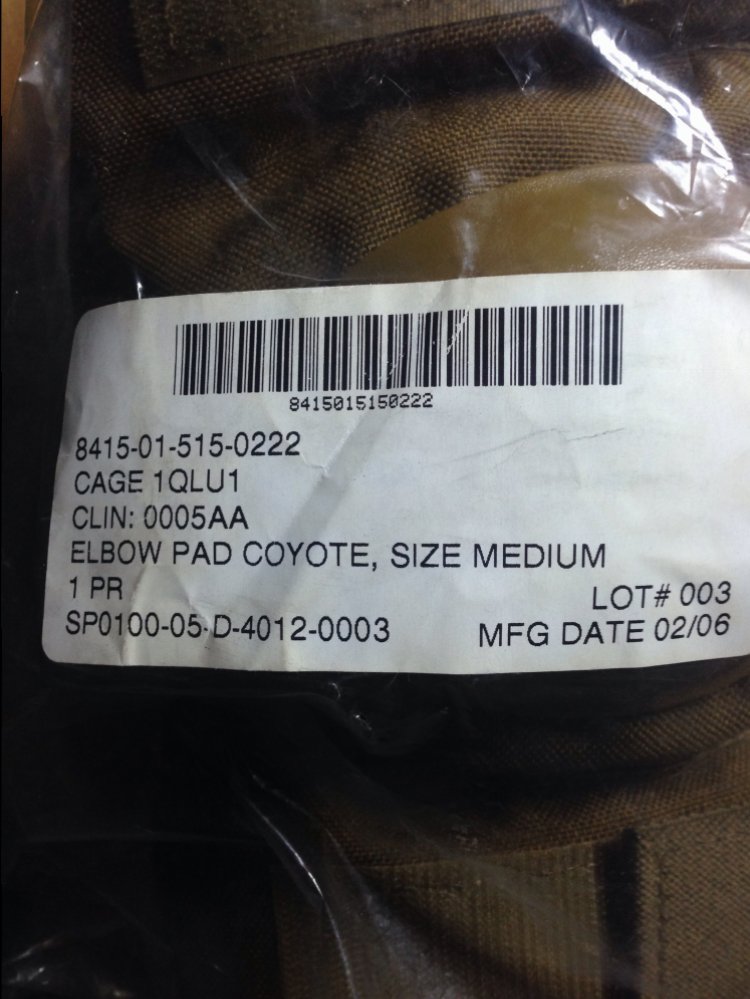 8415015150222
8415-01-515-0222
CAGE 1QLU1
CLIN: 0005AA
ELBOW PAD COYOTE, SIZE MEDIUM
1 PR
LOT# 003
SP0100-05-D-4012-0003
MFG DATE 02/06